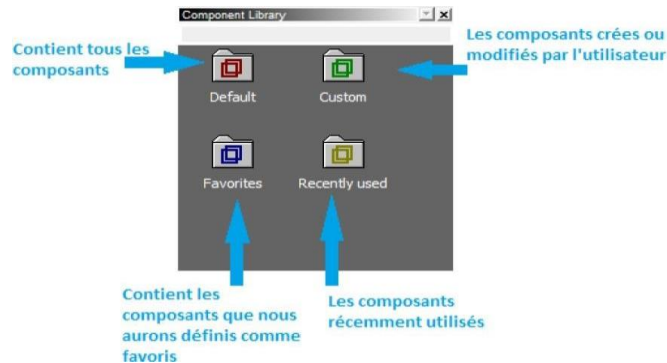 Component Library
Contient tous les
composants
Les composants crées ou
modifiés par l'utilisateur
Default
Custom
Favorites
Recently used
Contient les
composants que nous
aurons définis comme
favoris
Les composants
récemment utilisés